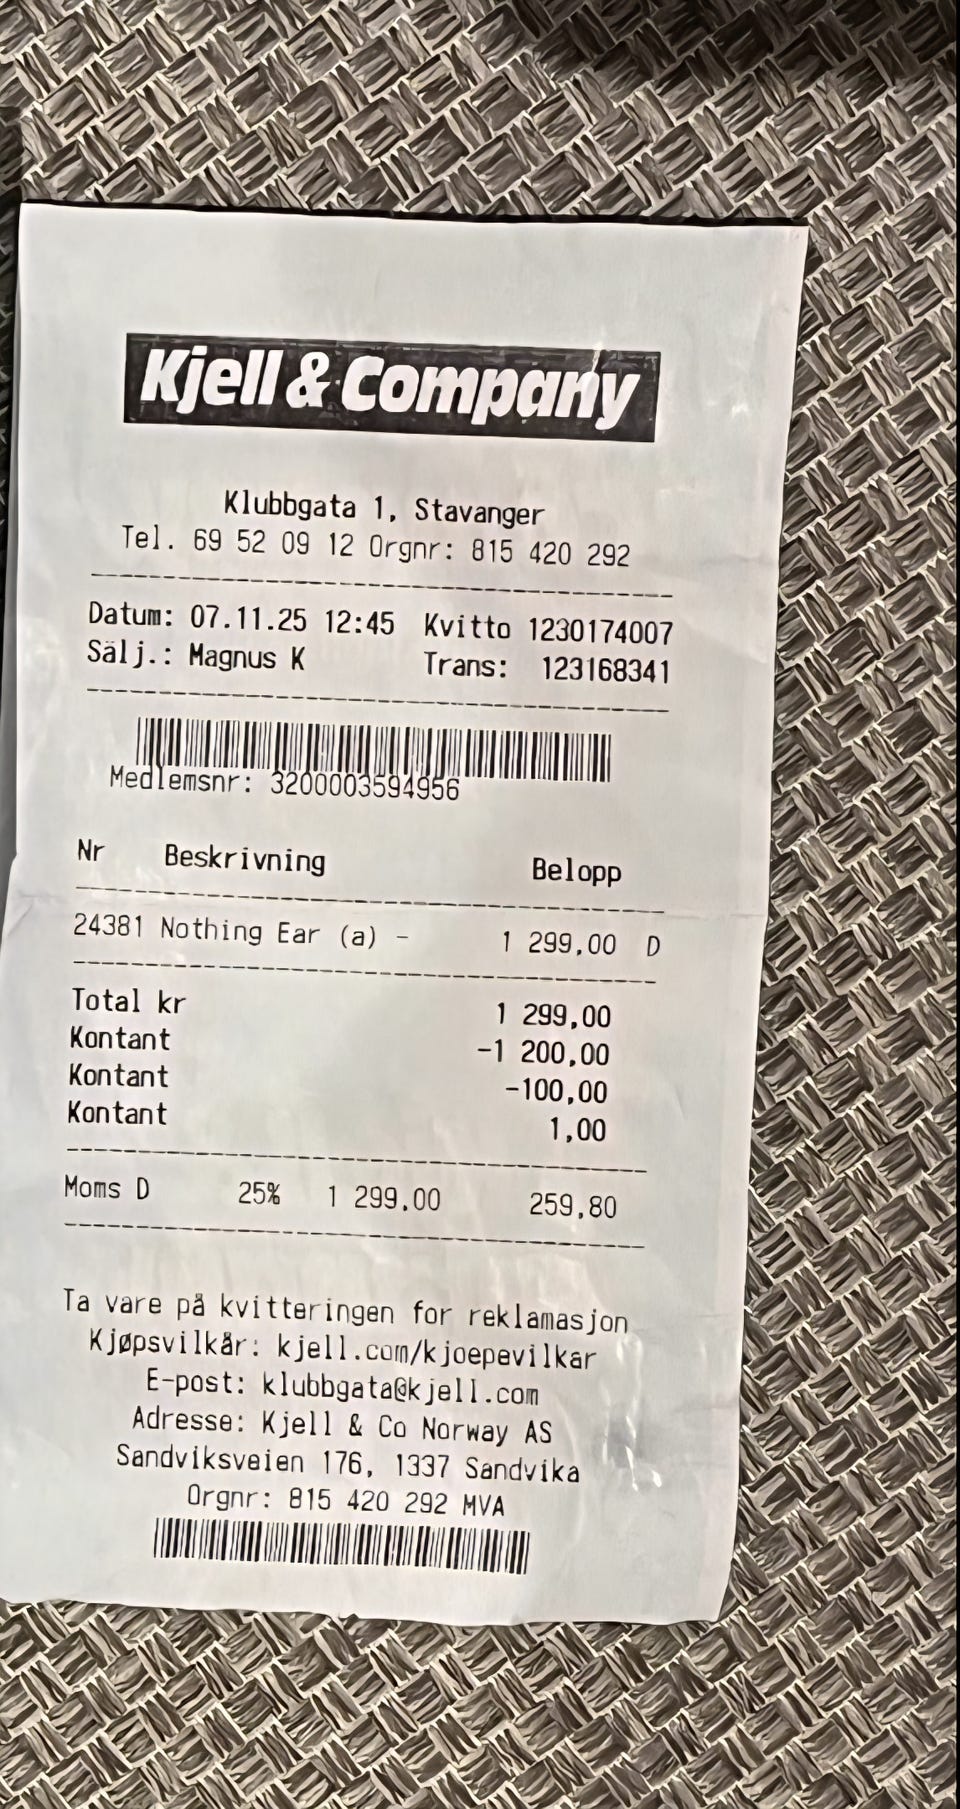 Kjell & Company
Klubbgata 1, Stavanger
Tel. 69 52 09 12 Orgnr: 815 420 292
Datum: 07.11.25 12:45 Kvitto 1230174007
Sälj.: Magnus K Trans: 123168341
Medlemsnr: 3200003594956
Nr Beskrivning Belopp
24381 Nothing Ear (a) - 1 299,00 D
Total kr 1 299,00
Kontant -1 200,00
Kontant -100,00
Kontant 1,00
Moms D 25% 1 299,00 259,80
Ta vare på kvitteringen for reklamasjon
Kjøpsvilkår: kjell.com/kjoepevilkar
E-post: klubbgata@kjell.com
Adresse: Kjell & Co Norway AS
Sandviksveien 176, 1337 Sandvika
Orgnr: 815 420 292 MVA